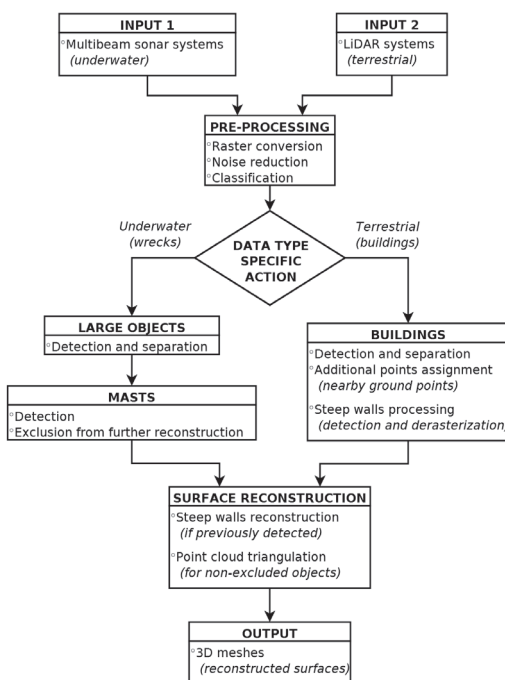 INPUT 1
°Multibeam sonar systems
(underwater)
INPUT 2
°LiDAR systems
(terrestrial)
PRE-PROCESSING
°Raster conversion
°Noise reduction
°Classification
Underwater
(wrecks)
DATA TYPE
SPECIFIC
ACTION
Terrestrial
(buildings)
LARGE OBJECTS
°Detection and separation
MASTS
°Detection
°Exclusion from further reconstruction
BUILDINGS
°Detection and separation
°Additional points assignment
(nearby ground points)
°Steep walls processing
(detection and derasterization)
SURFACE RECONSTRUCTION
°Steep walls reconstruction
(if previously detected)
°Point cloud triangulation
(for non-excluded objects)
OUTPUT
°3D meshes
(reconstructed surfaces)